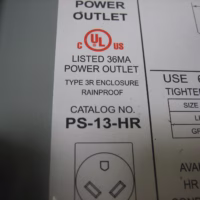 POWER
OUTLET
C UL US
LISTED 36MA
POWER OUTLET
TYPE 3R ENCLOSURE
RAINPROOF
CATALOG NO.
PS-13-HR
USE
TIGHTEN
SIZE
AVA
HR